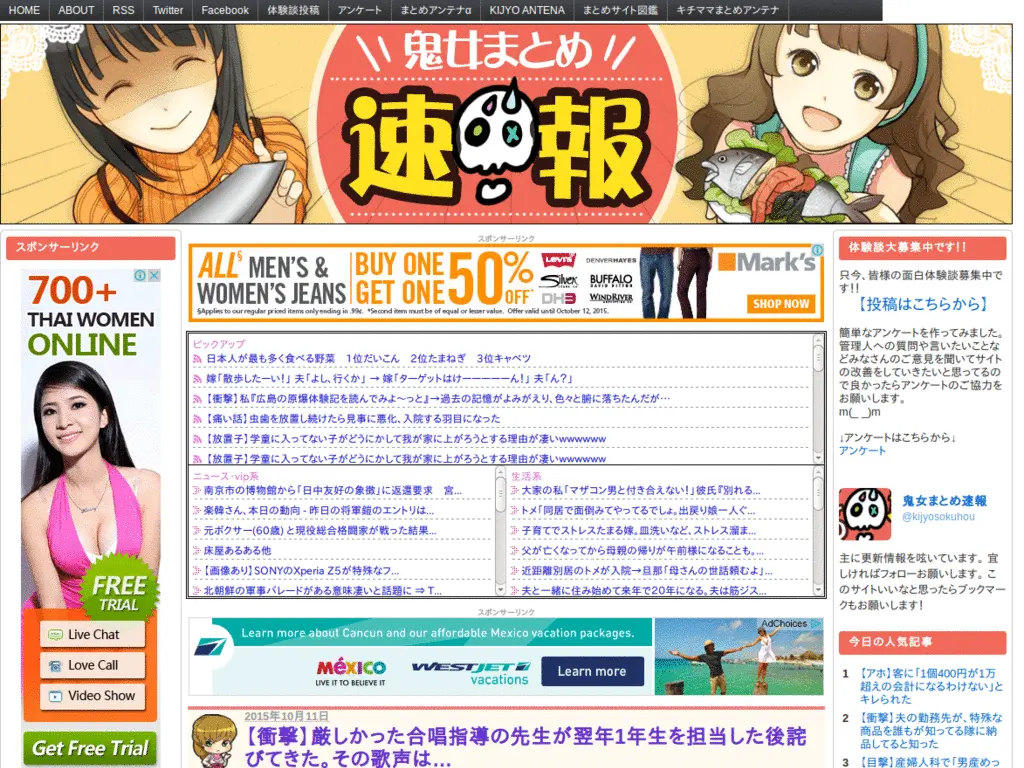 HOME ABOUT RSS Twitter Facebook 体験談投稿 アンケート まとめアンテナα KIJYO ANTENA まとめサイト図鑑 キチママまとめアンテナ
鬼女まとめ
速報
スポンサーリンク
700+
THAI WOMEN
ONLINE
FREE
TRIAL
Live Chat
Love Call
Video Show
Get Free Trial
スポンサーリンク
ALL§ MEN'S &
WOMEN'S JEANS
BUY ONE
GET ONE
50%
OFF*
Levi's
DENVER HAYES
Silver
BUFFALO
DAVID BITTON
DH3
WINDRIVER
Mark's
SHOP NOW
§Applies to our regular priced items only ending in .99¢. *Second item must be of equal or lesser value. Offer valid until October 12, 2015.
ピックアップ
日本人が最も多く食べる野菜 1位だいこん 2位たまねぎ 3位キャベツ
嫁「散歩したーい!」 夫「よし、行くか」 → 嫁「ターゲットはけーーーーーん!」 夫「ん?」
【衝撃】私『広島の原爆体験記を読んでみよ~っと』→過去の記憶がよみがえり、色々と腑に落ちたんだが…
【痛い話】虫歯を放置し続けたら見事に悪化、入院する羽目になった
【放置子】学童に入ってない子がどうにかして我が家に上がろうとする理由が凄いwwwwww
【放置子】学童に入ってない子がどうにかして我が家に上がろうとする理由が凄いwwwwww
ニュース・vip系
南京市の博物館から「日中友好の象徴」に返還要求 宮...
楽韓さん、本日の動向 - 昨日の将軍鎧のエントリは...
元ボクサー(60歳) と現役総合格闘家が戦った結果...
床屋あるある他
【画像あり】SONYのXperia Z5が特殊なフ...
北朝鮮の軍事パレードがある意味凄いと話題に ⇒ T...
生活系
大家の私「マザコン男と付き合えない!」彼氏『別れる...
トメ「同居で面倒みてやってるでしょ。出戻り娘一人ぐ...
子育てでストレスたまる嫁。皿洗いなど、ストレス溜ま...
父が亡くなってから母親の帰りが午前様になることも。...
近距離別居のトメが入院→旦那「母さんの世話頼むよ」...
夫と一緒に住み始めて来年で20年になる。夫は筋ジス...
スポンサーリンク
Learn more about Cancun and our affordable Mexico vacation packages.
méxico
LIVE IT TO BELIEVE IT
WESTJET
vacations
Learn more
AdChoices
2015年10月11日
【衝撃】厳しかった合唱指導の先生が翌年1年生を担当した後詫
びてきた。その歌声は…
体験談大募集中です!!
只今、皆様の面白体験談募集中で
す!!
【投稿はこちらから】
簡単なアンケートを作ってみました。
管理人への質問や言いたいことな
どみなさんのご意見を聞いてサイト
の改善をしていきたいと思ってるの
で良かったらアンケートのご協力を
お願いします。
m(_ _)m
↓アンケートはこちらから↓
アンケート
鬼女まとめ速報
@kijyosokuhou
主に更新情報を呟いています。宜
しければフォローお願いします。こ
のサイトいいなと思ったらブックマー
クもお願いします!
今日の人気記事
1 【アホ】客に「1個400円が1万
超えの会計になるわけない」と
キレられた
2 【衝撃】夫の勤務先が、特殊な
商品を誰もが知ってる隊に納
品してると知った
3 【目撃】産婦人科で「男産めっ